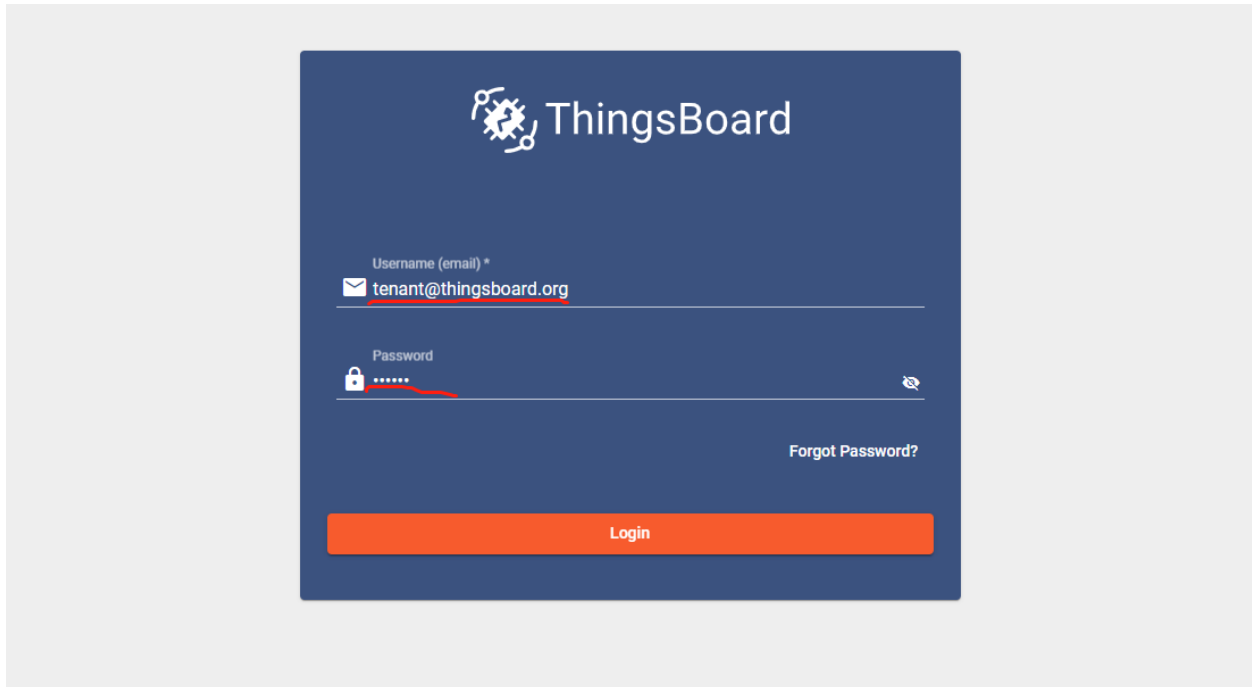 ThingsBoard
Username (email) *
tenant@thingsboard.org
Password
••••••
Forgot Password?
Login